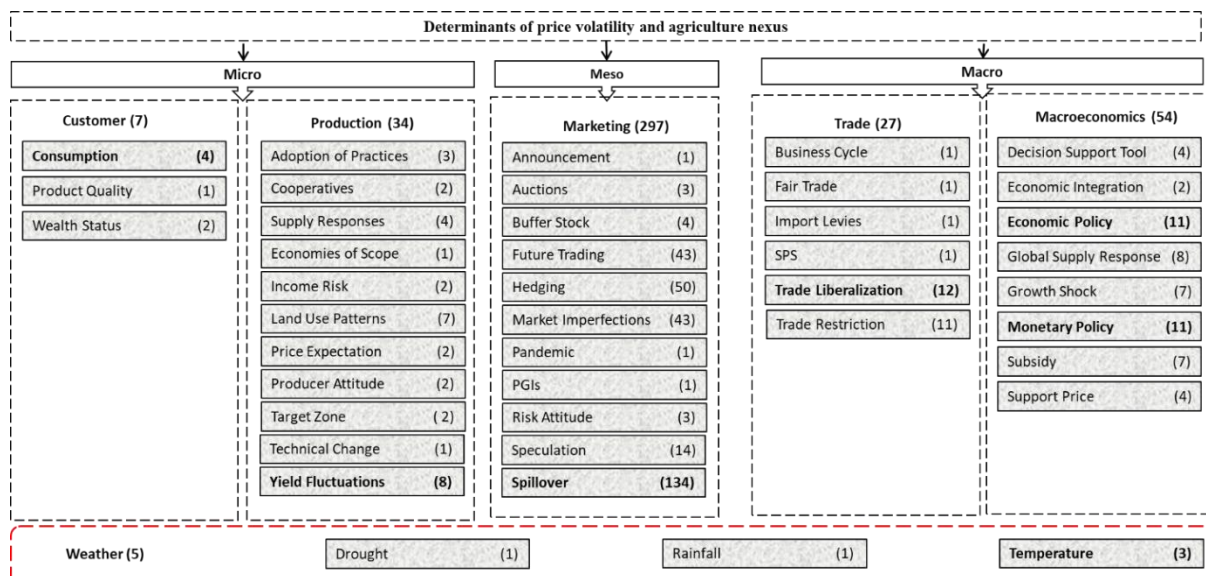 Determinants of price volatility and agriculture nexus
Micro
Meso
Macro
Customer (7)
Consumption (4)
Product Quality (1)
Wealth Status (2)
Production (34)
Adoption of Practices (3)
Cooperatives (2)
Supply Responses (4)
Economies of Scope (1)
Income Risk (2)
Land Use Patterns (7)
Price Expectation (2)
Producer Attitude (2)
Target Zone ( 2)
Technical Change (1)
Yield Fluctuations (8)
Marketing (297)
Announcement (1)
Auctions (3)
Buffer Stock (4)
Future Trading (43)
Hedging (50)
Market Imperfections (43)
Pandemic (1)
PGIs (1)
Risk Attitude (3)
Speculation (14)
Spillover (134)
Trade (27)
Business Cycle (1)
Fair Trade (1)
Import Levies (1)
SPS (1)
Trade Liberalization (12)
Trade Restriction (11)
Macroeconomics (54)
Decision Support Tool (4)
Economic Integration (2)
Economic Policy (11)
Global Supply Response (8)
Growth Shock (7)
Monetary Policy (11)
Subsidy (7)
Support Price (4)
Weather (5)
Drought (1)
Rainfall (1)
Temperature (3)